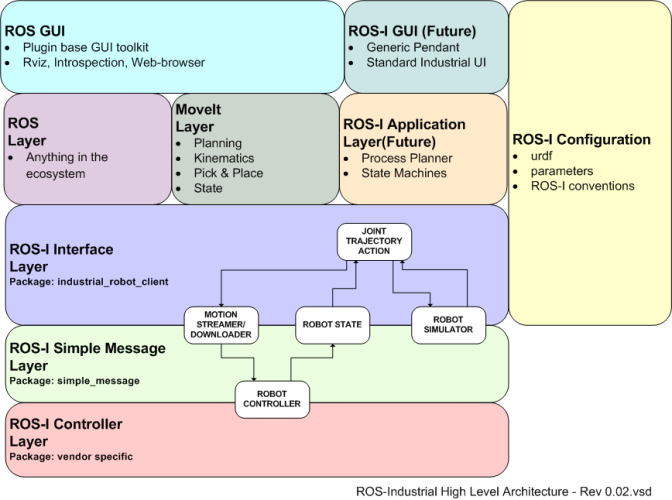 ROS GUI
• Plugin base GUI toolkit
• Rviz, Introspection, Web-browser
ROS-I GUI (Future)
• Generic Pendant
• Standard Industrial UI
ROS
Layer
• Anything in the
ecosystem
MoveIt
Layer
• Planning
• Kinematics
• Pick & Place
• State
ROS-I Application
Layer(Future)
• Process Planner
• State Machines
ROS-I Configuration
• urdf
• parameters
• ROS-I conventions
ROS-I Interface
Layer
Package: industrial_robot_client
JOINT
TRAJECTORY
ACTION
MOTION
STREAMER/
DOWNLOADER
ROBOT STATE
ROBOT
SIMULATOR
ROS-I Simple Message
Layer
Package: simple_message
ROBOT
CONTROLLER
ROS-I Controller
Layer
Package: vendor specific
ROS-Industrial High Level Architecture - Rev 0.02.vsd